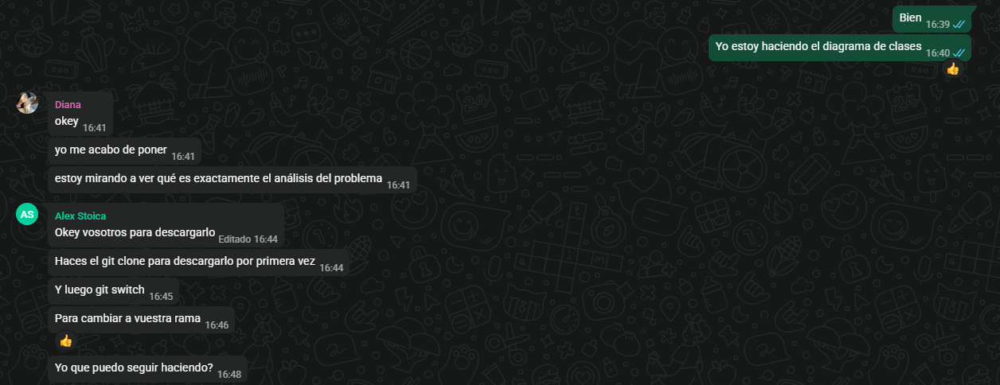 Bien 16:39
Yo estoy haciendo el diagrama de clases 16:40
Diana
okey 16:41
yo me acabo de poner 16:41
estoy mirando a ver qué es exactamente el análisis del problema 16:41
AS
Alex Stoica
Okey vosotros para descargarlo Editado 16:44
Haces el git clone para descargarlo por primera vez 16:44
Y luego git switch 16:45
Para cambiar a vuestra rama 16:46
Yo que puedo seguir haciendo? 16:48